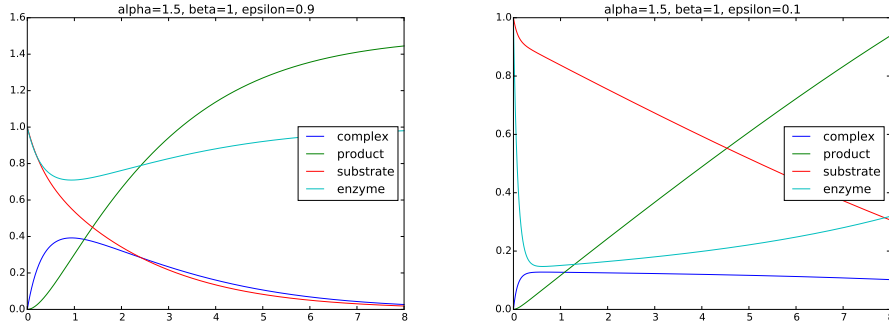 alpha=1.5, beta=1, epsilon=0.9
1.6
1.4
1.2
1.0
0.8
0.6
0.4
0.2
0.0
0 1 2 3 4 5 6 7 8
complex
product
substrate
enzyme
alpha=1.5, beta=1, epsilon=0.1
1.0
0.8
0.6
0.4
0.2
0.0
0 1 2 3 4 5 6 7 8
complex
product
substrate
enzyme